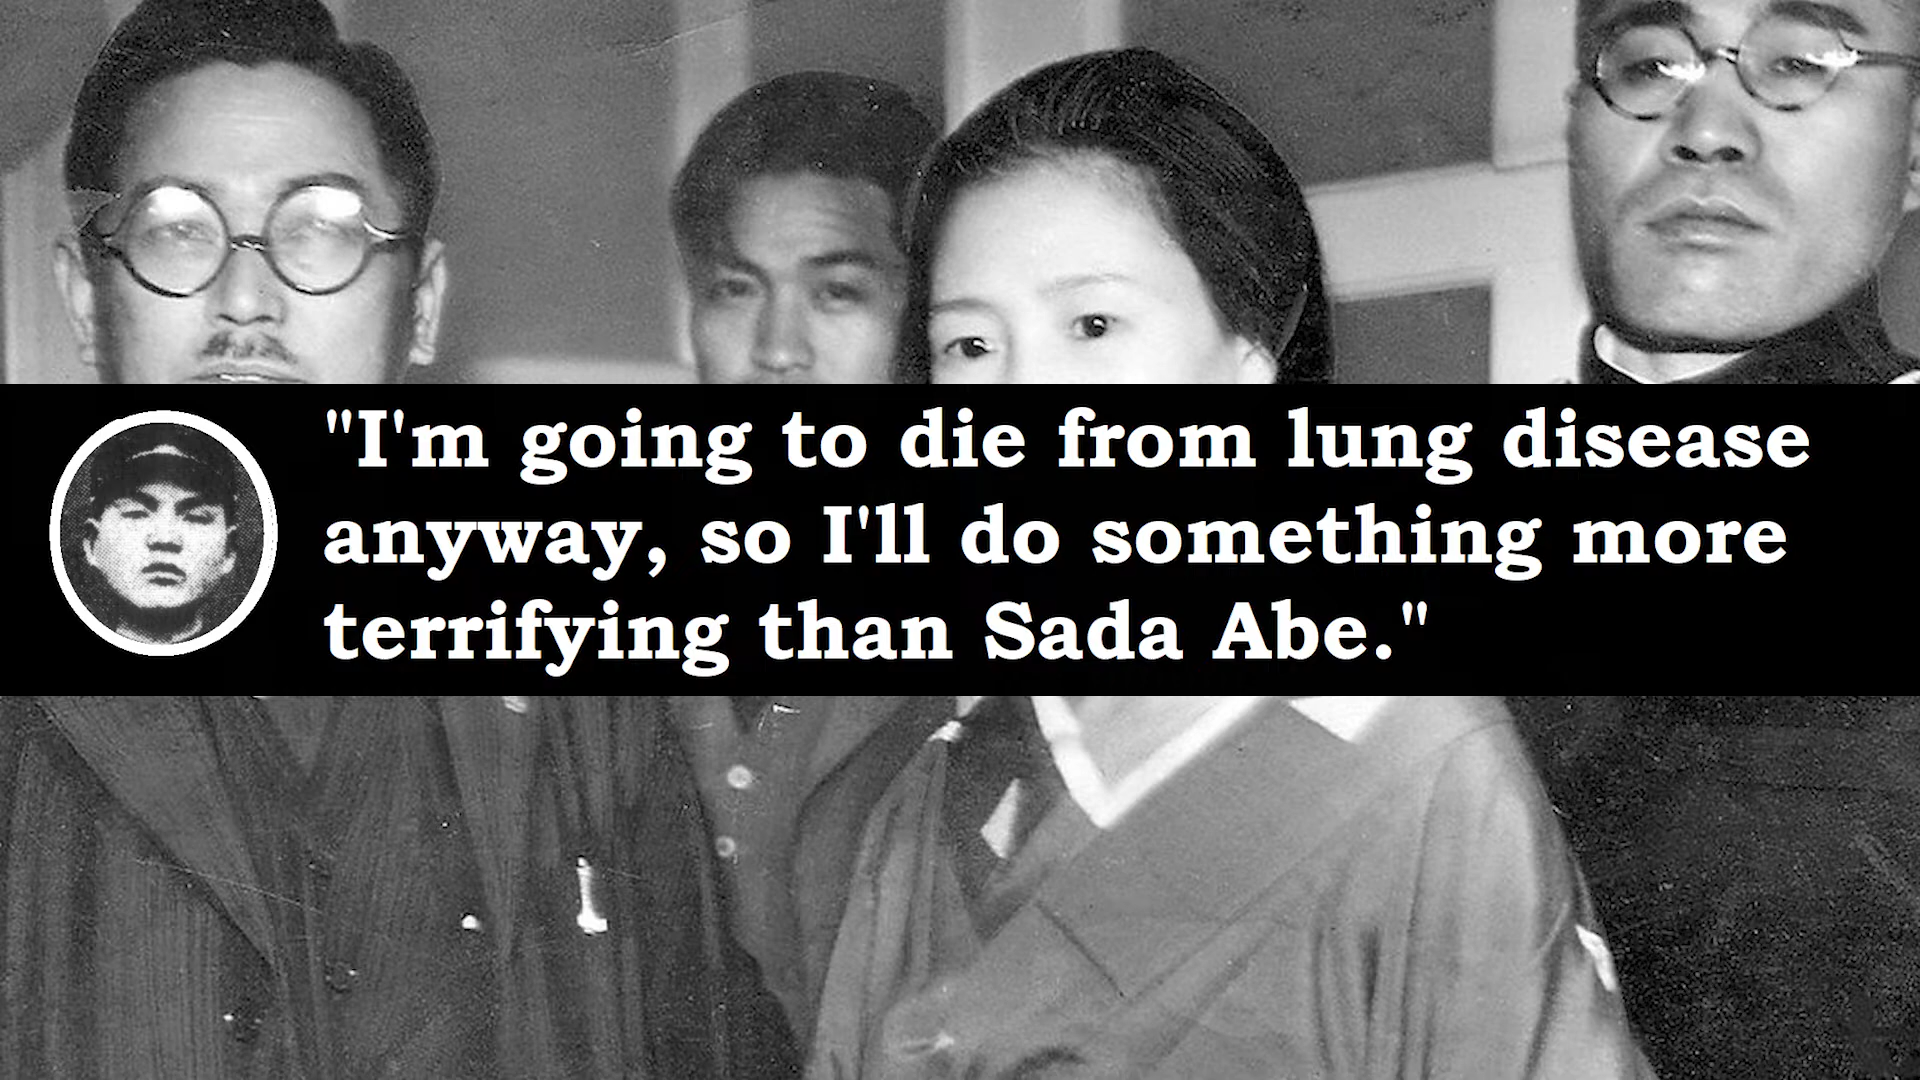 "I'm going to die from lung disease
anyway, so I'll do something more
terrifying than Sada Abe."